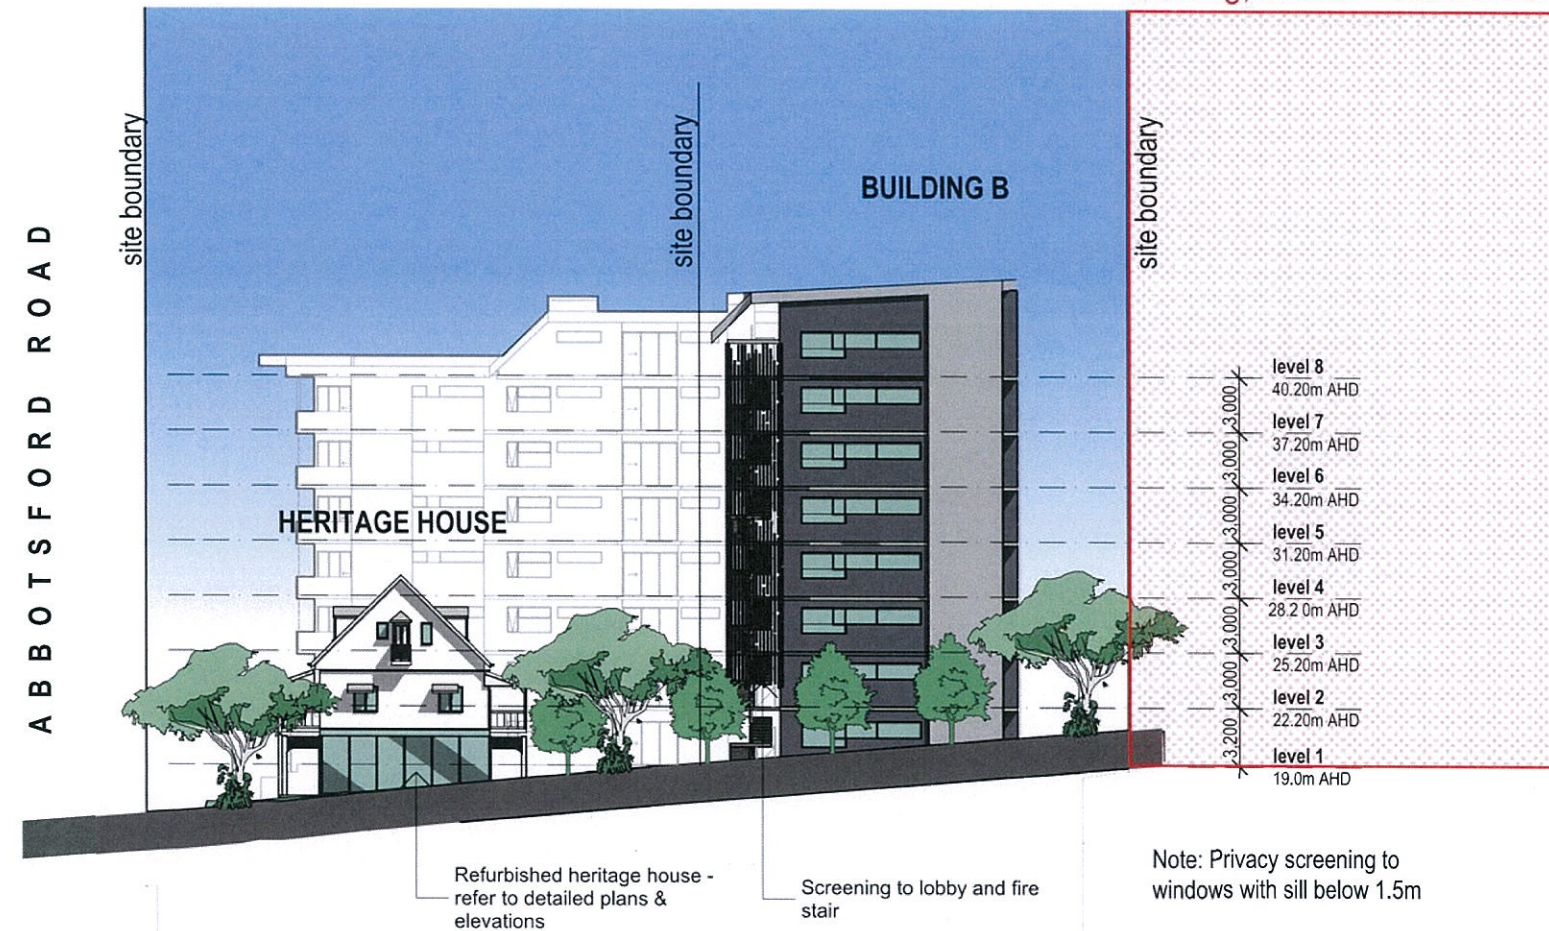 ABBOTSFORD ROAD
site boundary
site boundary
site boundary
BUILDING B
HERITAGE HOUSE
level 8
40.20m AHD
3,000
level 7
37.20m AHD
3,000
level 6
34.20m AHD
3,000
level 5
31.20m AHD
3,000
level 4
28.2 0m AHD
3,000
level 3
25.20m AHD
3,000
level 2
22.20m AHD
3,200
level 1
19.0m AHD
Refurbished heritage house -
refer to detailed plans &
elevations
Screening to lobby and fire
stair
Note: Privacy screening to
windows with sill below 1.5m